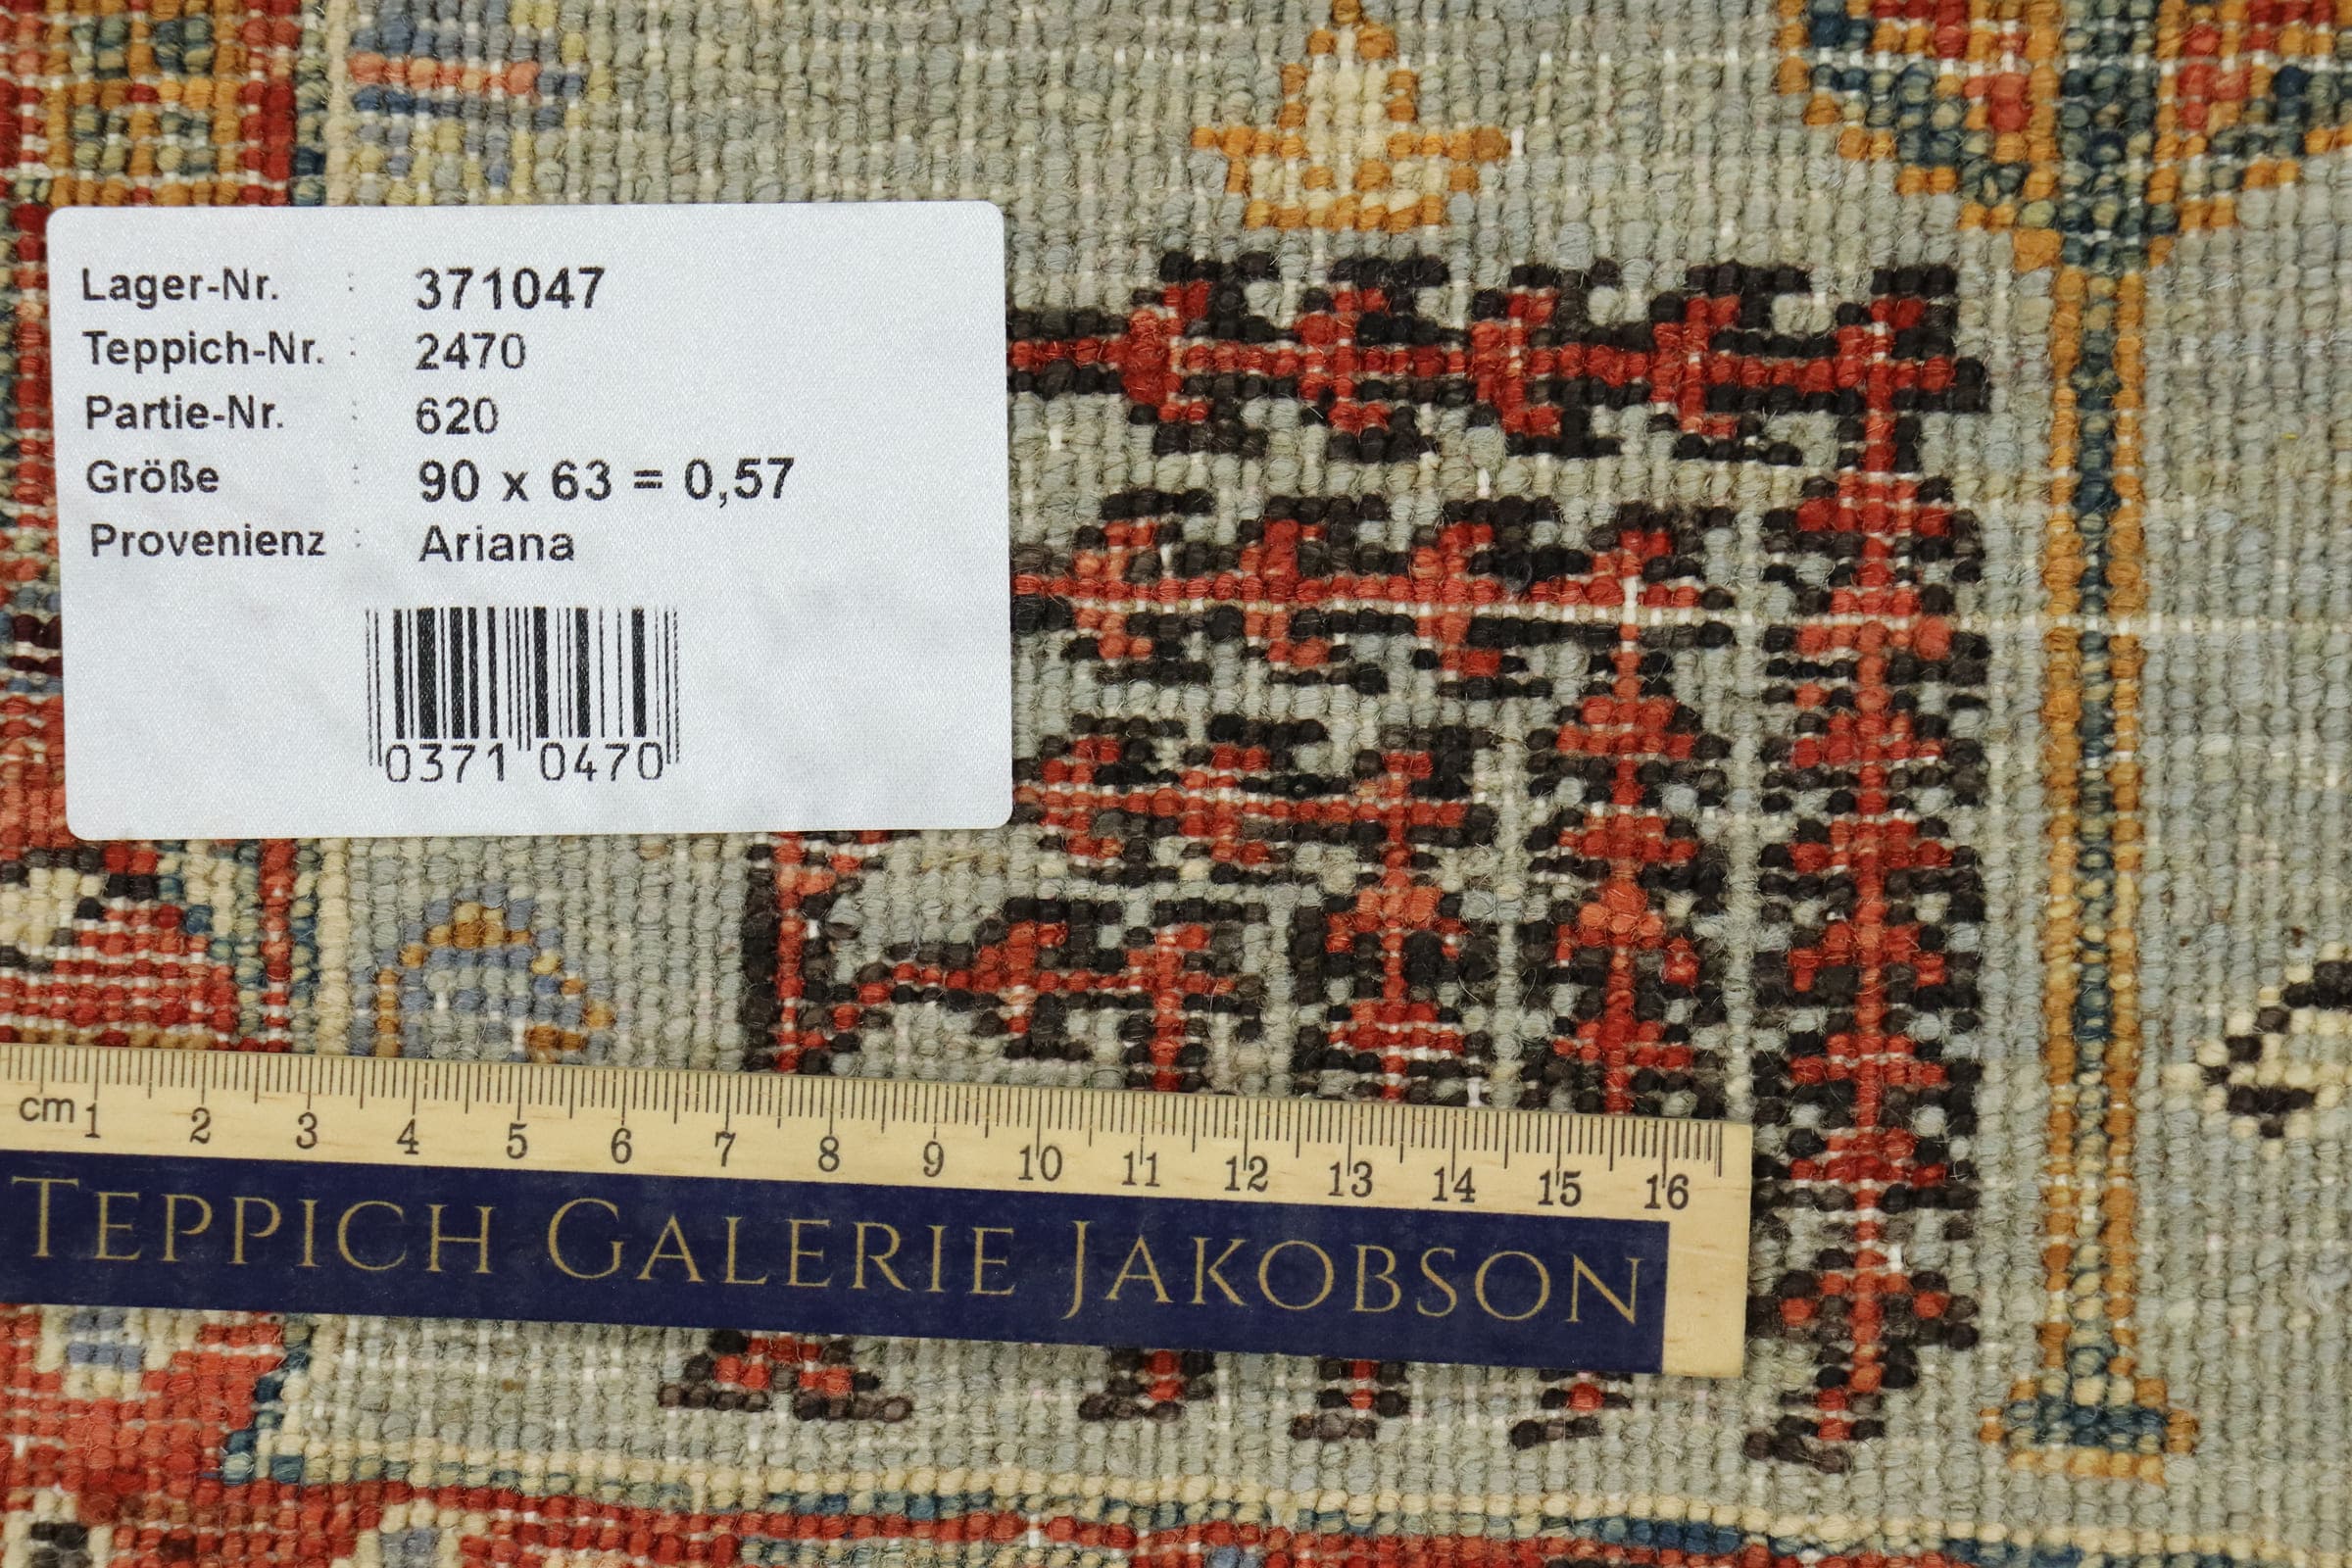 Lager-Nr. : 371047
Teppich-Nr. : 2470
Partie-Nr. : 620
Größe : 90 x 63 = 0,57
Provenienz : Ariana
0371 0470
cm 1 2 3 4 5 6 7 8 9 10 11 12 13 14 15 16
TEPPICH GALERIE JAKOBSON